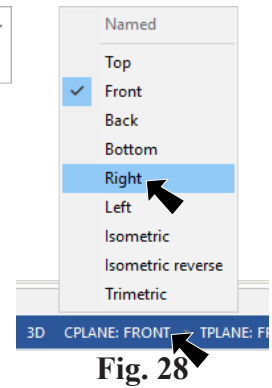 Named
Top
Front
Back
Bottom
Right
Left
Isometric
Isometric reverse
Trimetric
3D CPLANE: FRONT TPLANE: FR
Fig. 28